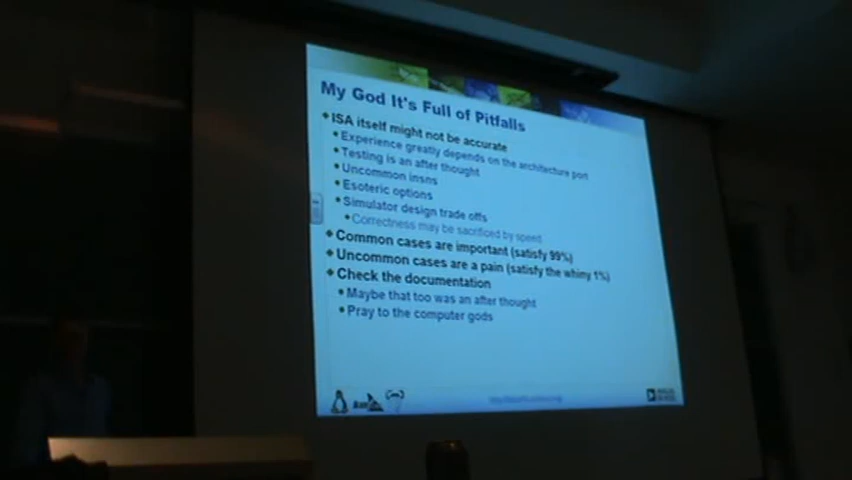 My God It's Full of Pitfalls
ISA itself might not be accurate
Experience greatly depends on the architecture port
Testing is an after thought
Uncommon insns
Esoteric options
Simulator design trade offs
Correctness may be sacrificed by speed
Common cases are important (satisfy 99%)
Uncommon cases are a pain (satisfy the whiny 1%)
Check the documentation
Maybe that too was an after thought
Pray to the computer gods